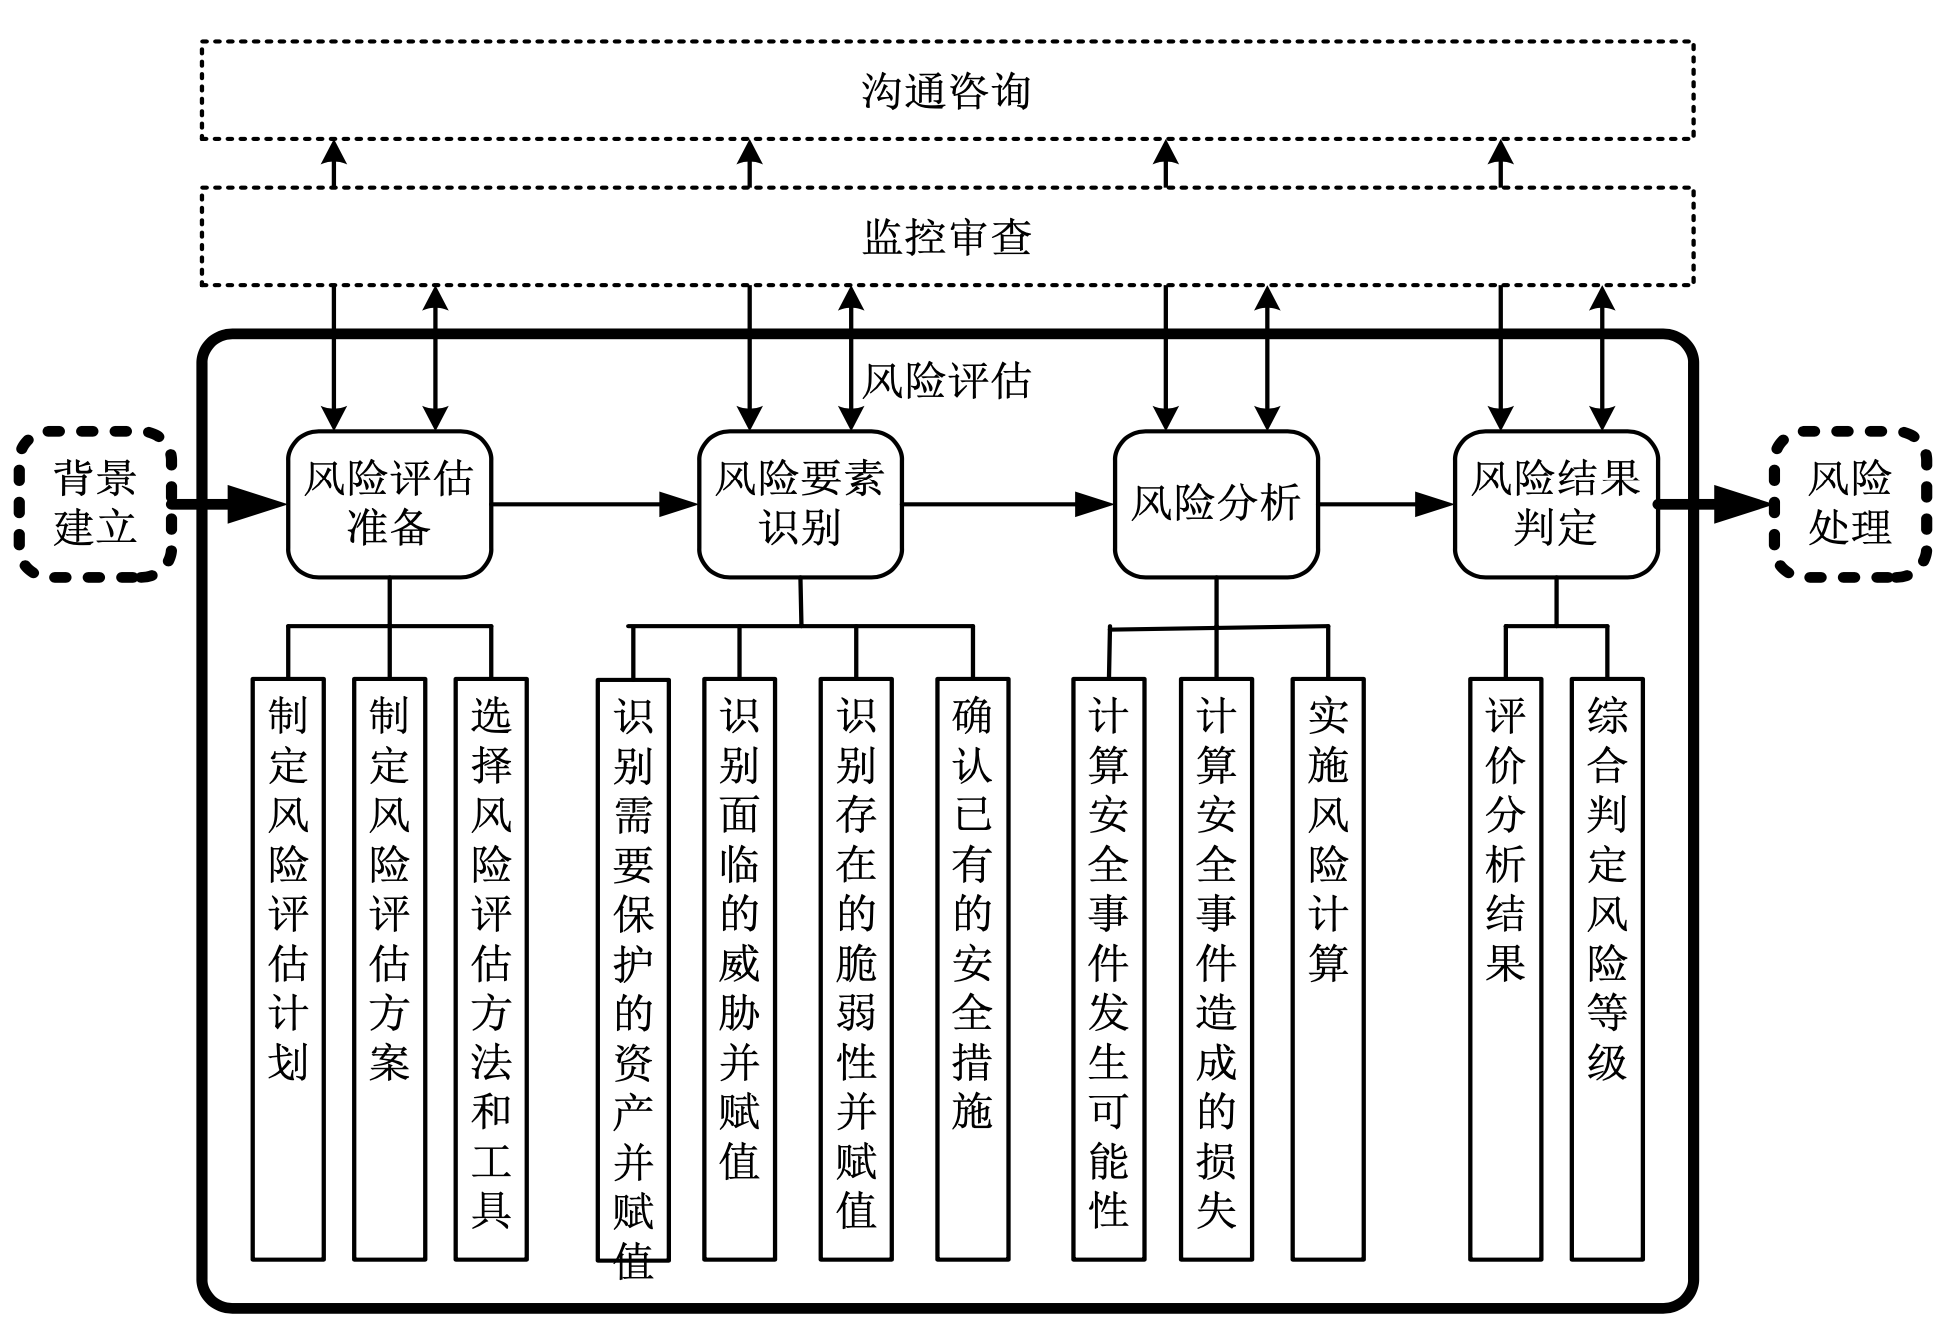 沟通咨询
监控审查
风险评估
背景
建立
风险评估
准备
风险要素
识别
风险分析
风险结果
判定
风险
处理
制定风险评估计划
制定风险评估方案
选择风险评估方法和工具
识别需要保护的资产并赋值
识别面临的威胁并赋值
识别存在的脆弱性并赋值
确认已有的安全措施
计算安全事件发生可能性
计算安全事件造成的损失
实施风险计算
评价分析结果
综合判定风险等级